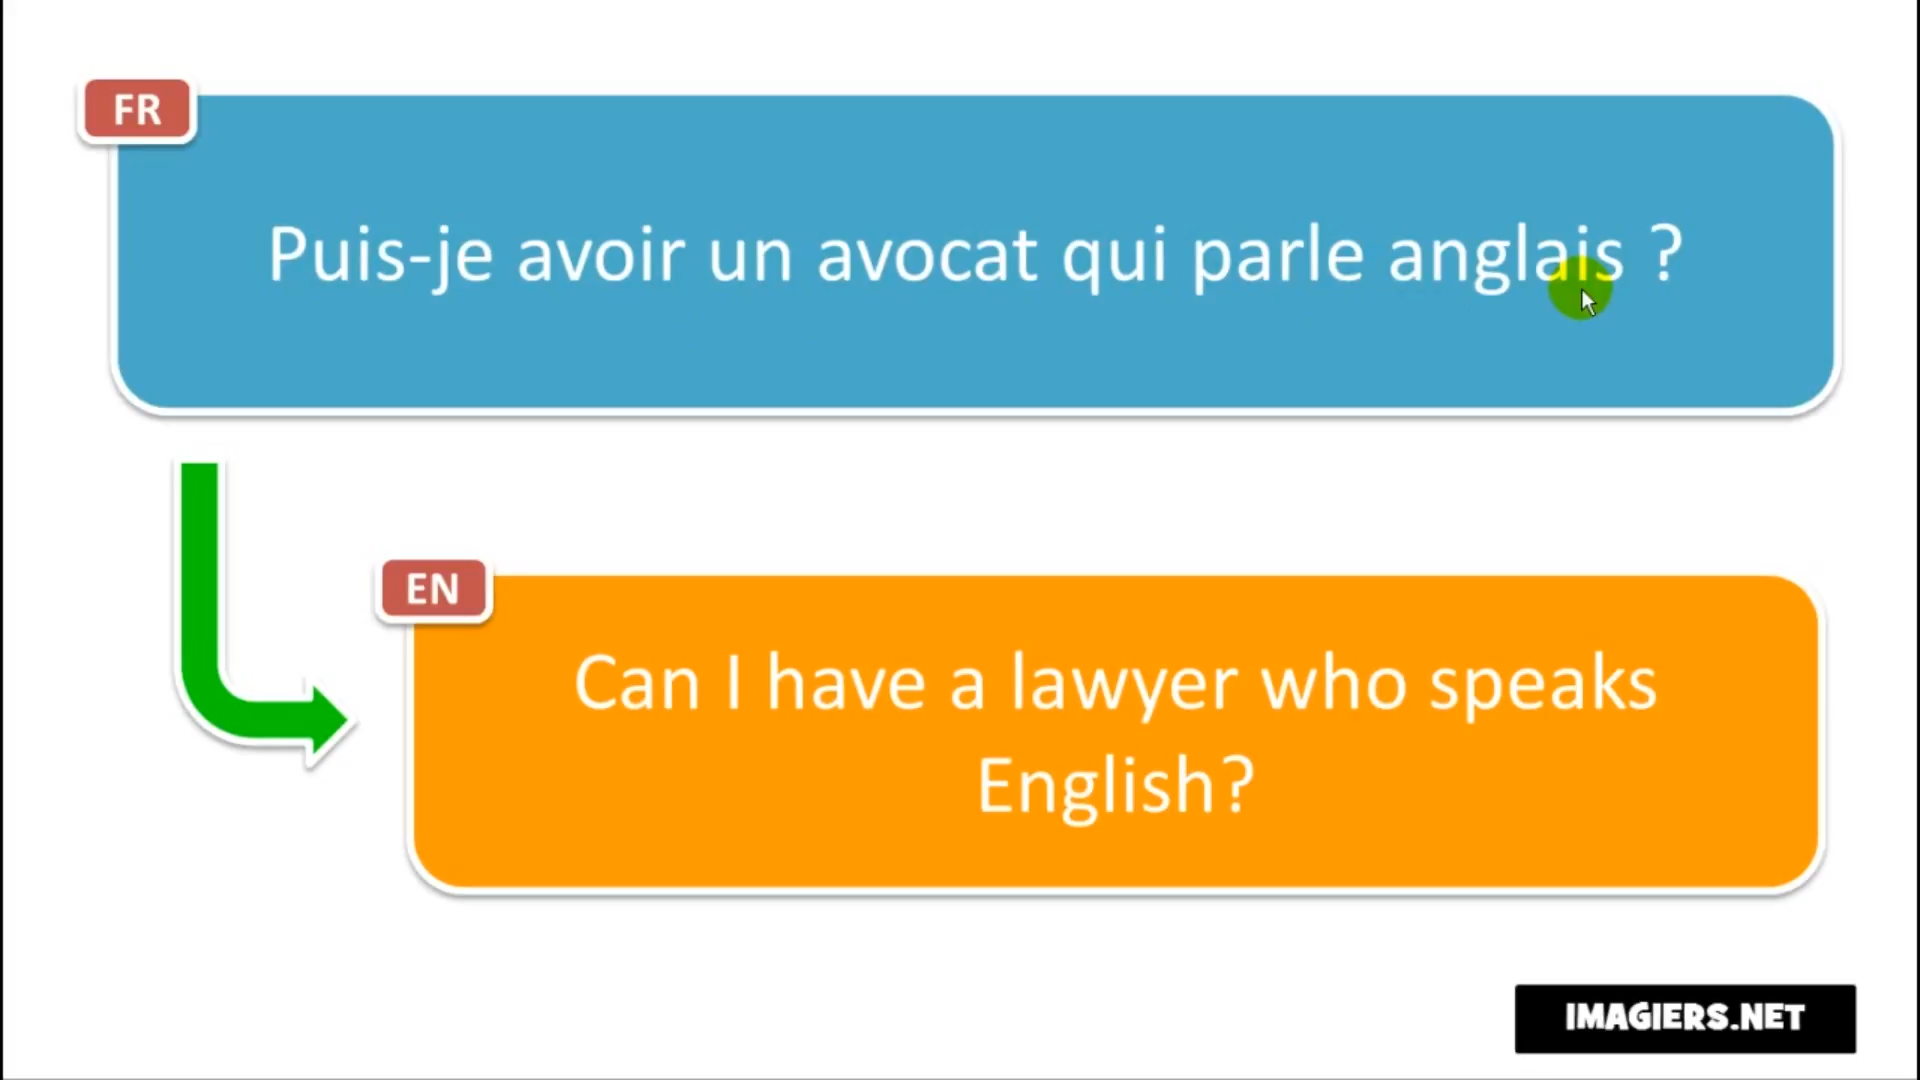 FR
Puis-je avoir un avocat qui parle anglais ?
EN
Can I have a lawyer who speaks
English?
IMAGIERS.NET